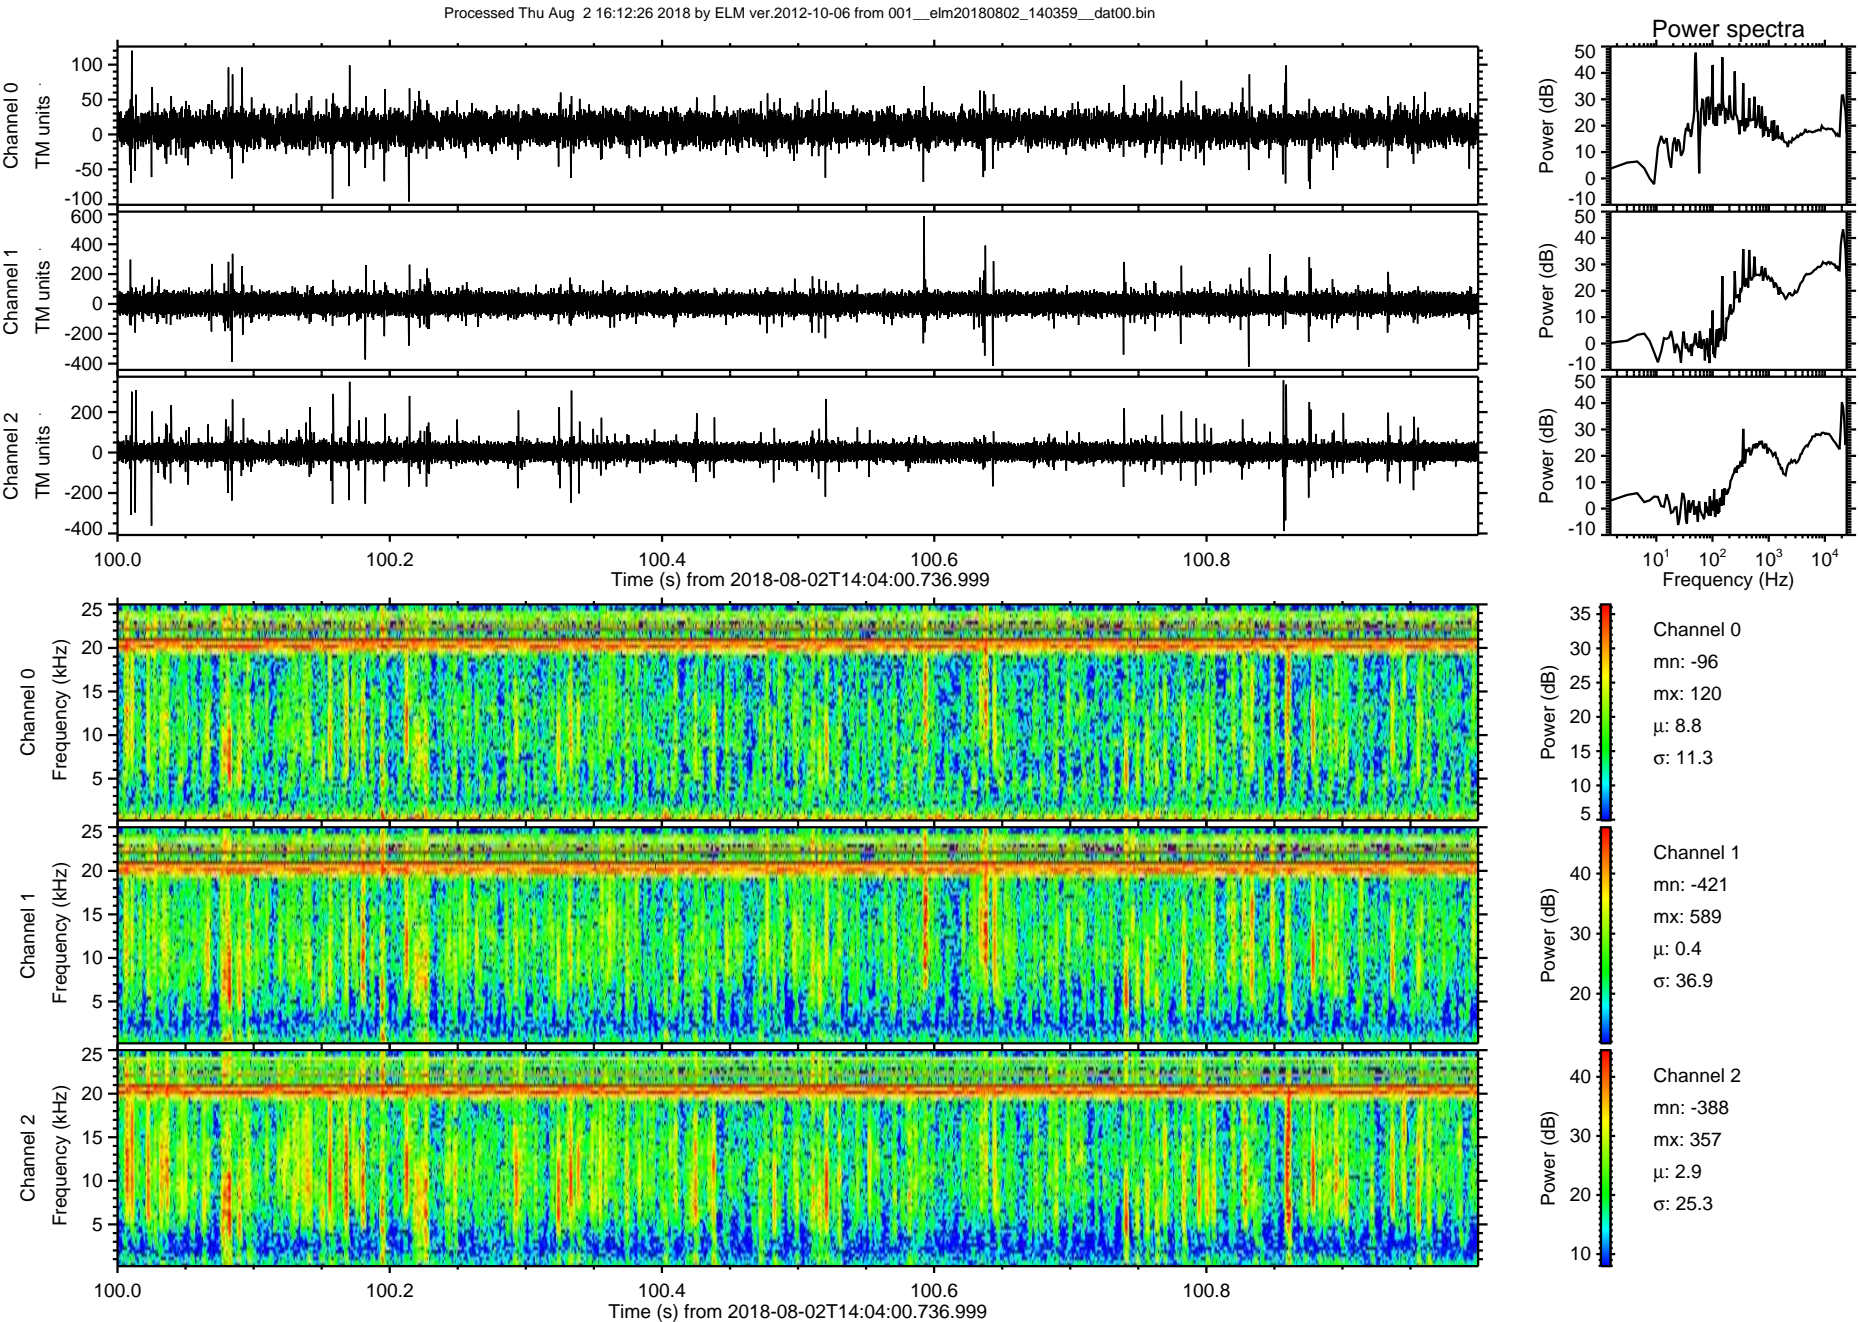 Processed Thu Aug  2 16:12:26 2018 by ELM ver.2012-10-06 from 001__elm20180802_140359__dat00.bin
Power spectra
Channel 0
TM units
100
50
0
-50
-100
Power (dB)
50
40
30
20
10
0
-10
Channel 1
TM units
600
400
200
0
-200
-400
Power (dB)
50
40
30
20
10
0
-10
Channel 2
TM units
200
0
-200
-400
Power (dB)
50
40
30
20
10
0
-10
100.0 100.2 100.4 100.6 100.8
Time (s) from 2018-08-02T14:04:00.736.999
10¹ 10² 10³ 10⁴
Frequency (Hz)
Channel 0
Frequency (kHz)
25
20
15
10
5
Power (dB)
35
30
25
20
15
10
5
Channel 0
mn: -96
mx: 120
μ: 8.8
σ: 11.3
Channel 1
Frequency (kHz)
25
20
15
10
5
Power (dB)
40
30
20
Channel 1
mn: -421
mx: 589
μ: 0.4
σ: 36.9
Channel 2
Frequency (kHz)
25
20
15
10
5
Power (dB)
40
30
20
10
Channel 2
mn: -388
mx: 357
μ: 2.9
σ: 25.3
100.0 100.2 100.4 100.6 100.8
Time (s) from 2018-08-02T14:04:00.736.999